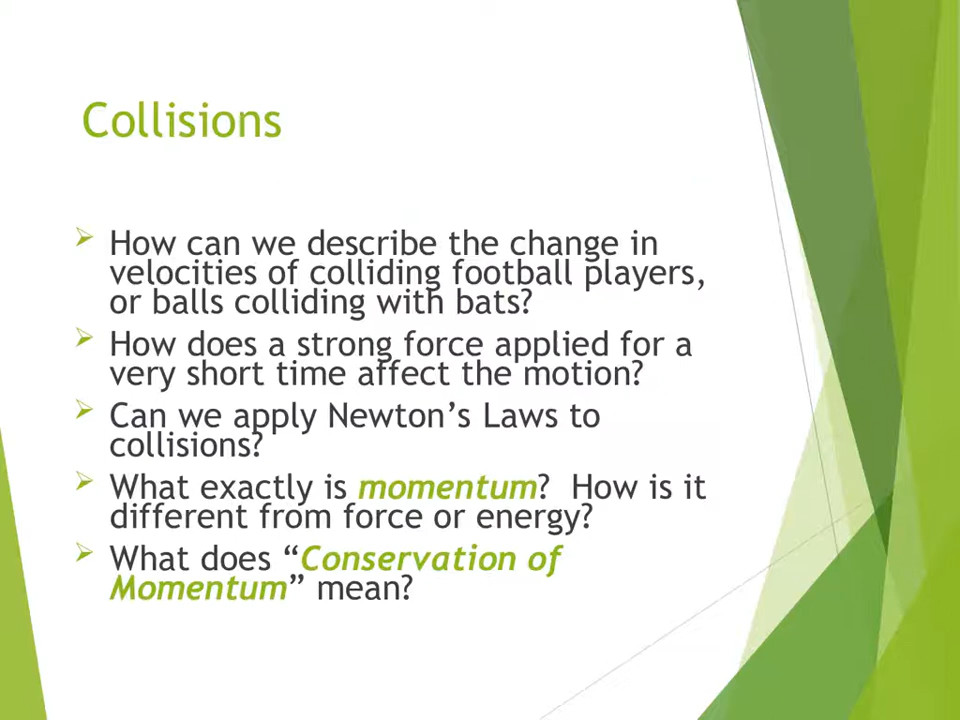 Collisions
How can we describe the change in
velocities of colliding football players,
or balls colliding with bats?
How does a strong force applied for a
very short time affect the motion?
Can we apply Newton’s Laws to
collisions?
What exactly is momentum?  How is it
different from force or energy?
What does “Conservation of
Momentum” mean?